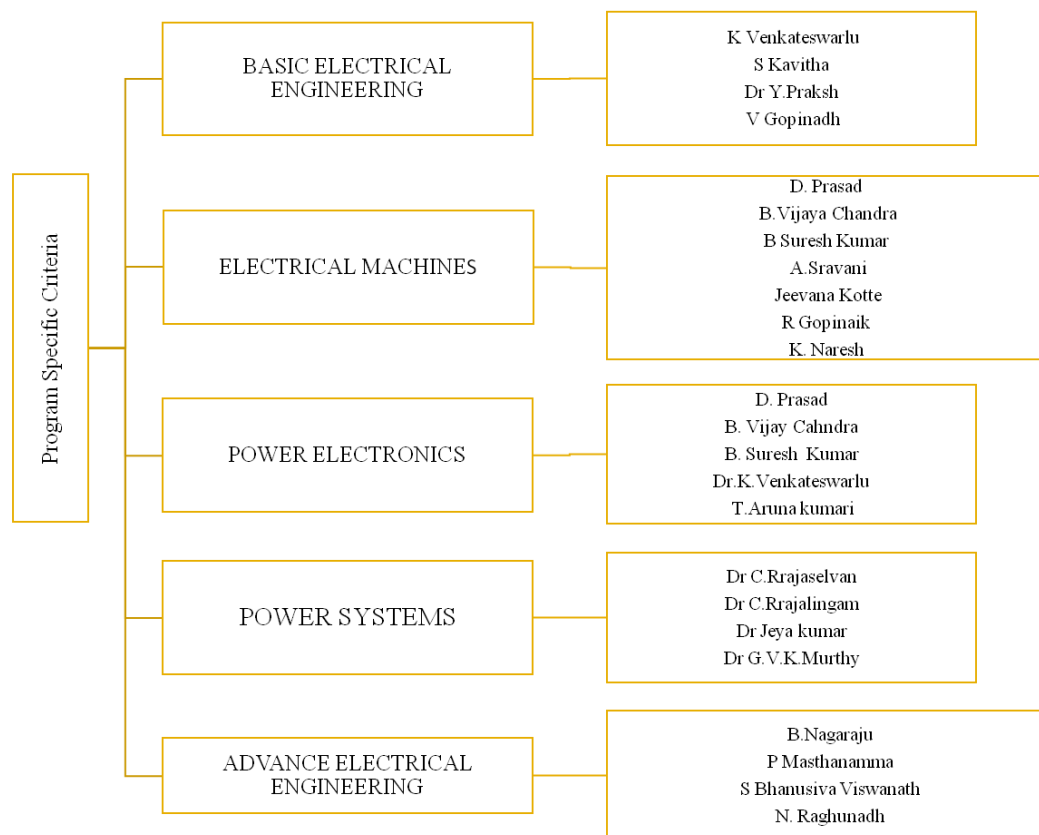 Program Specific Criteria
BASIC ELECTRICAL
ENGINEERING
K Venkateswarlu
S Kavitha
Dr Y.Praksh
V Gopinadh
ELECTRICAL MACHINES
D. Prasad
B.Vijaya Chandra
B Suresh Kumar
A.Sravani
Jeevana Kotte
R Gopinaik
K. Naresh
POWER ELECTRONICS
D. Prasad
B. Vijay Cahndra
B. Suresh Kumar
Dr.K.Venkateswarlu
T.Aruna kumari
POWER SYSTEMS
Dr C.Rrajaselvan
Dr C.Rrajalingam
Dr Jeya kumar
Dr G.V.K.Murthy
ADVANCE ELECTRICAL
ENGINEERING
B.Nagaraju
P Masthanamma
S Bhanusiva Viswanath
N. Raghunadh